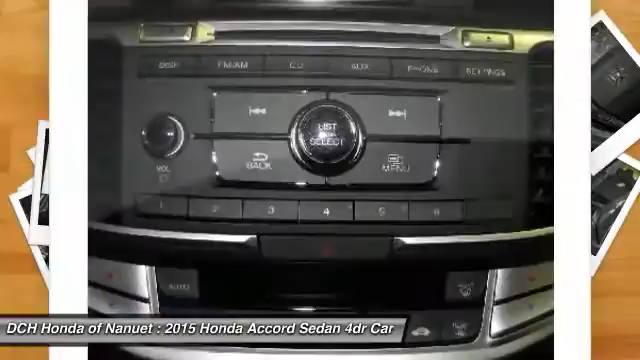 DISP FM/AM CD AUX PHONE SETTINGS
LIST
SELECT
BACK MENU
VOL
1 2 3 4 5 6
AUTO
DCH Honda of Nanuet : 2015 Honda Accord Sedan 4dr Car